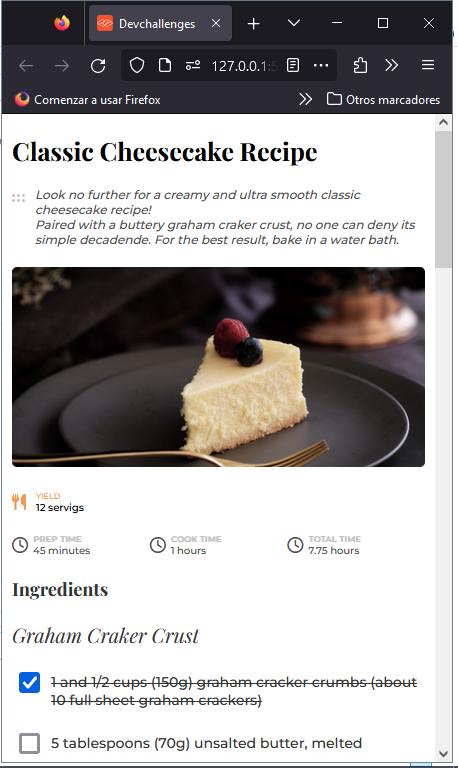 Devchallenges
127.0.0.1:5
Comenzar a usar Firefox
Otros marcadores
Classic Cheesecake Recipe
Look no further for a creamy and ultra smooth classic
cheesecake recipe!
Paired with a buttery graham craker crust, no one can deny its
simple decadende. For the best result, bake in a water bath.
YIELD
12 servigs
PREP TIME
45 minutes
COOK TIME
1 hours
TOTAL TIME
7.75 hours
Ingredients
Graham Craker Crust
1 and 1/2 cups (150g) graham cracker crumbs (about
10 full sheet graham crackers)
5 tablespoons (70g) unsalted butter, melted